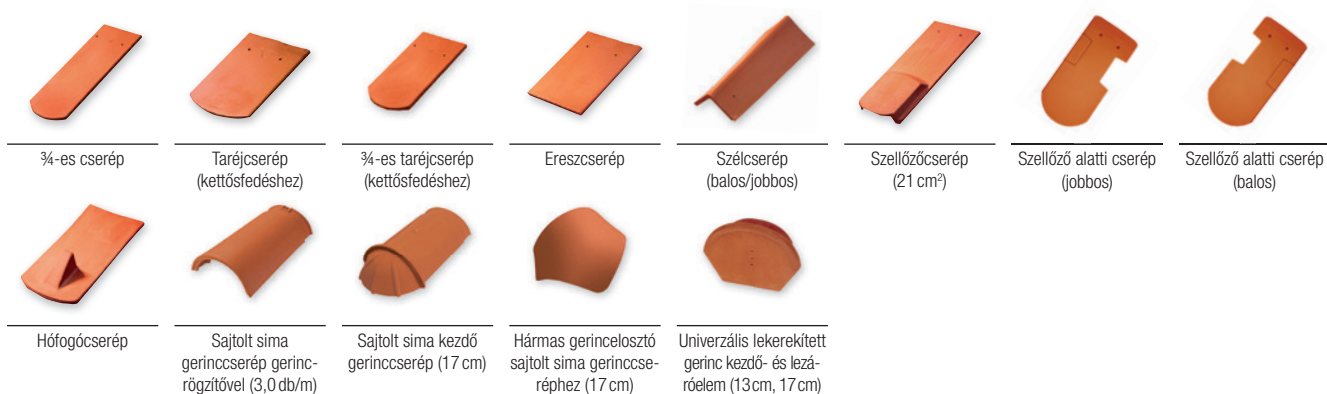 ¾-es cserép
Taréjcserép
(kettősfedéshez)
¾-es taréjcserép
(kettősfedéshez)
Ereszcserép
Szélcserép
(balos/jobbos)
Szellőzőcserép
(21 cm²)
Szellőző alatti cserép
(jobbos)
Szellőző alatti cserép
(balos)
Hófogócserép
Sajtolt sima
gerinccserép gerinc-
rögzítővel (3,0 db/m)
Sajtolt sima kezdő
gerinccserép (17 cm)
Hármas gerincelosztó
sajtolt sima gerinccse-
réphez (17 cm)
Univerzális lekerekített
gerinc kezdő- és lezá-
róelem (13 cm, 17 cm)